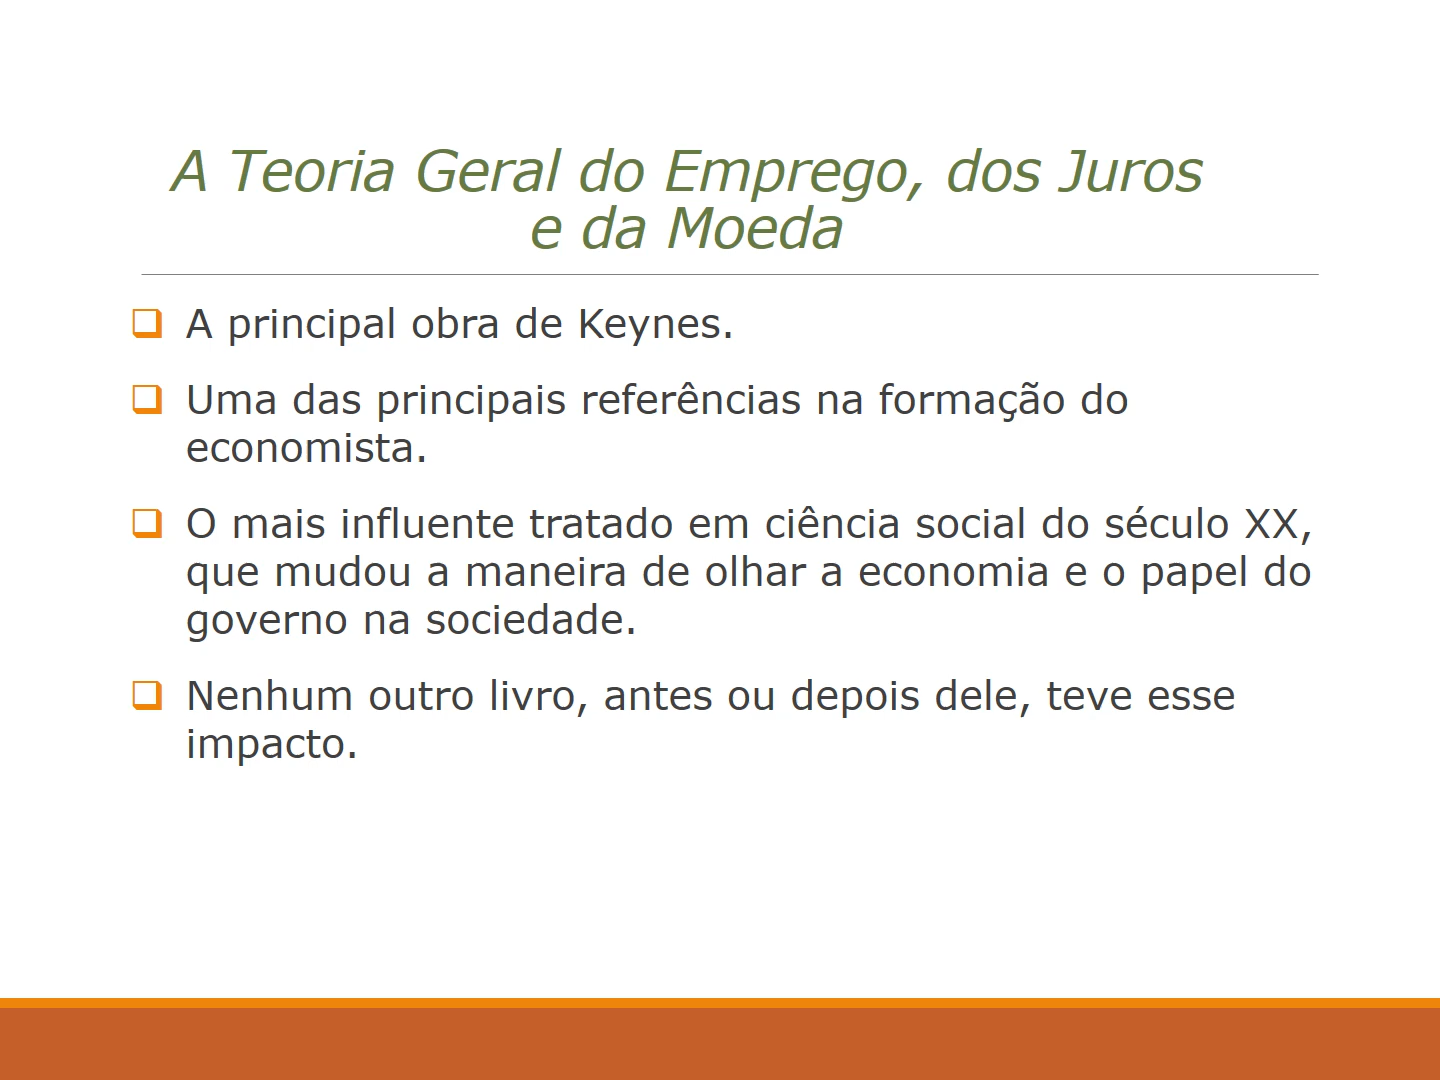 A Teoria Geral do Emprego, dos Juros
e da Moeda
A principal obra de Keynes.
Uma das principais referências na formação do
economista.
O mais influente tratado em ciência social do século XX,
que mudou a maneira de olhar a economia e o papel do
governo na sociedade.
Nenhum outro livro, antes ou depois dele, teve esse
impacto.